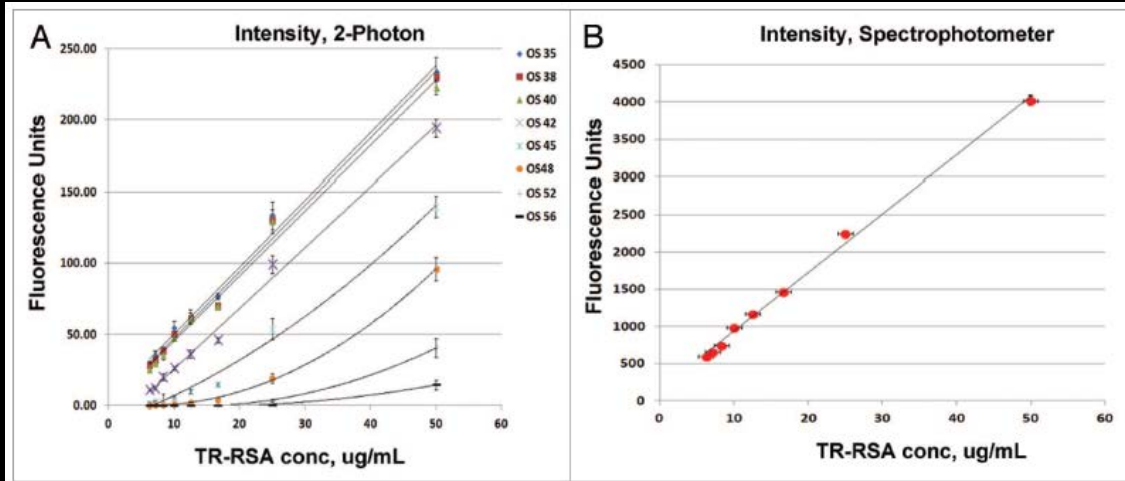 A
Intensity, 2-Photon
250.00
200.00
150.00
100.00
50.00
0.00
Fluorescence Units
0
10
20
30
40
50
60
TR-RSA conc, ug/mL
OS 35
OS 38
OS 40
OS 42
OS 45
OS48
OS 52
OS 56
B
Intensity, Spectrophotometer
4500
4000
3500
3000
2500
2000
1500
1000
500
0
Fluorescence Units
0
10
20
30
40
50
60
TR-RSA conc, ug/mL